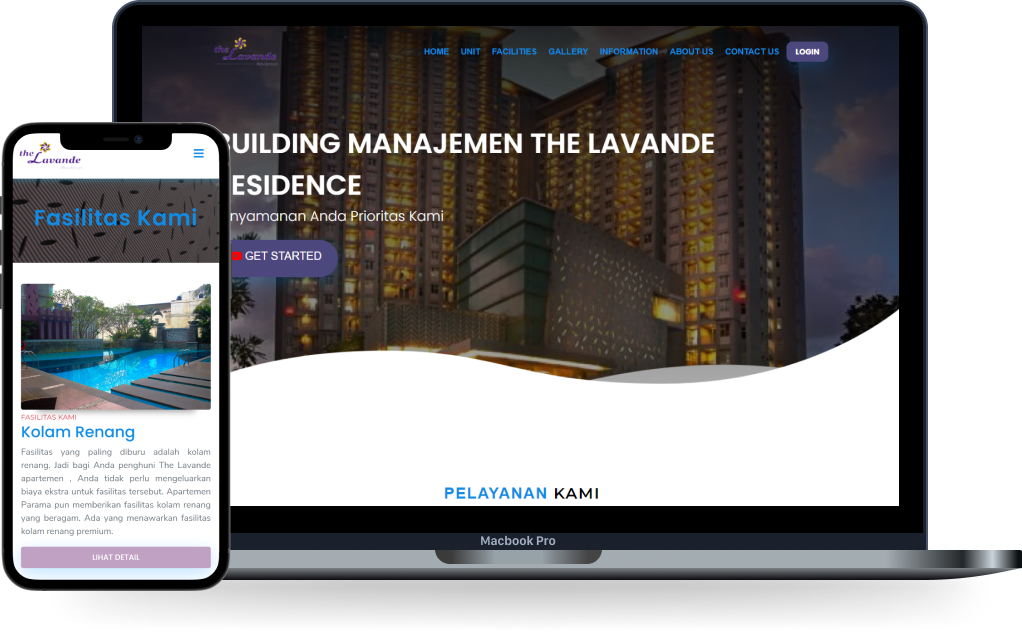 the
Lavande
HOME UNIT FACILITIES GALLERY INFORMATION ABOUT US CONTACT US LOGIN
BUILDING MANAJEMEN THE LAVANDE
ESIDENCE
nyamanan Anda Prioritas Kami
GET STARTED
PELAYANAN KAMI
Macbook Pro
the
Lavande
Fasilitas Kami
FASILITAS KAMI
Kolam Renang
Fasilitas yang paling diburu adalah kolam
renang. Jadi bagi Anda penghuni The Lavande
apartemen , Anda tidak perlu mengeluarkan
biaya ekstra untuk fasilitas tersebut. Apartemen
Parama pun memberikan fasilitas kolam renang
yang beragam. Ada yang menawarkan fasilitas
kolam renang premium.
LIHAT DETAIL